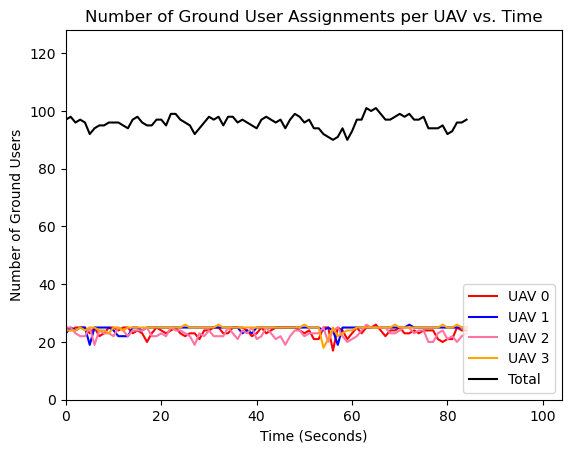 Number of Ground User Assignments per UAV vs. Time
Number of Ground Users
120
100
80
60
40
20
0
0 20 40 60 80 100
Time (Seconds)
UAV 0
UAV 1
UAV 2
UAV 3
Total